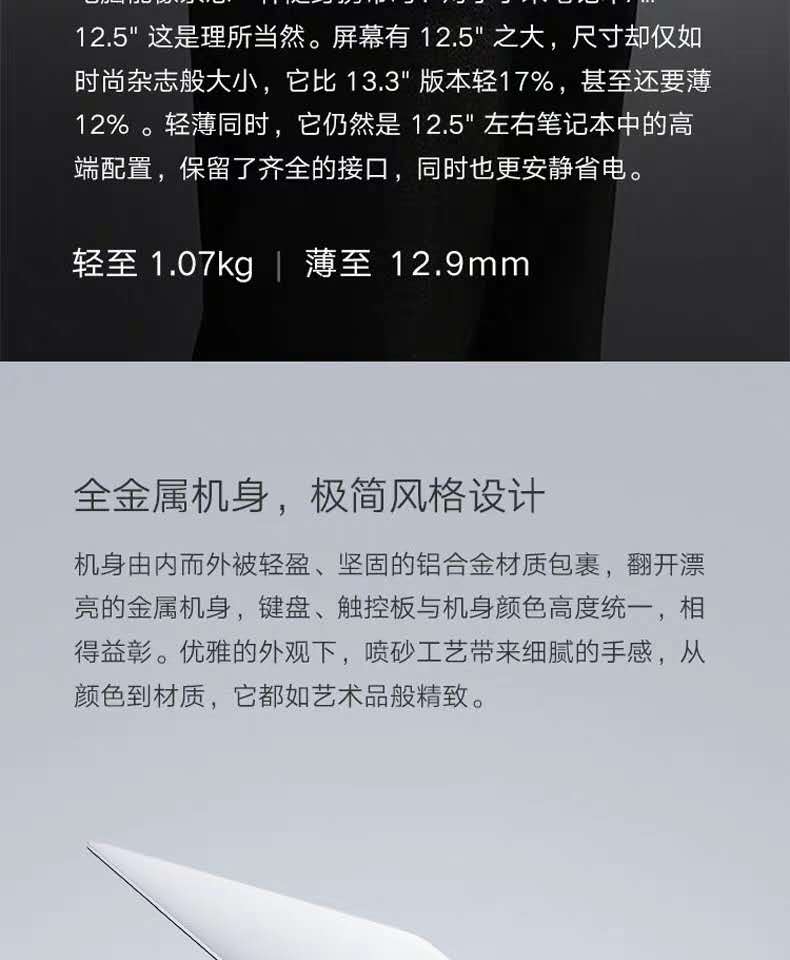 12.5" 这是理所当然。屏幕有 12.5" 之大，尺寸却仅如
时尚杂志般大小，它比 13.3" 版本轻17%，甚至还要薄
12% 。轻薄同时，它仍然是 12.5" 左右笔记本中的高
端配置，保留了齐全的接口，同时也更安静省电。
轻至 1.07kg | 薄至 12.9mm
全金属机身，极简风格设计
机身由内而外被轻盈、坚固的铝合金材质包裹，翻开漂
亮的金属机身，键盘、触控板与机身颜色高度统一，相
得益彰。优雅的外观下，喷砂工艺带来细腻的手感，从
颜色到材质，它都如艺术品般精致。